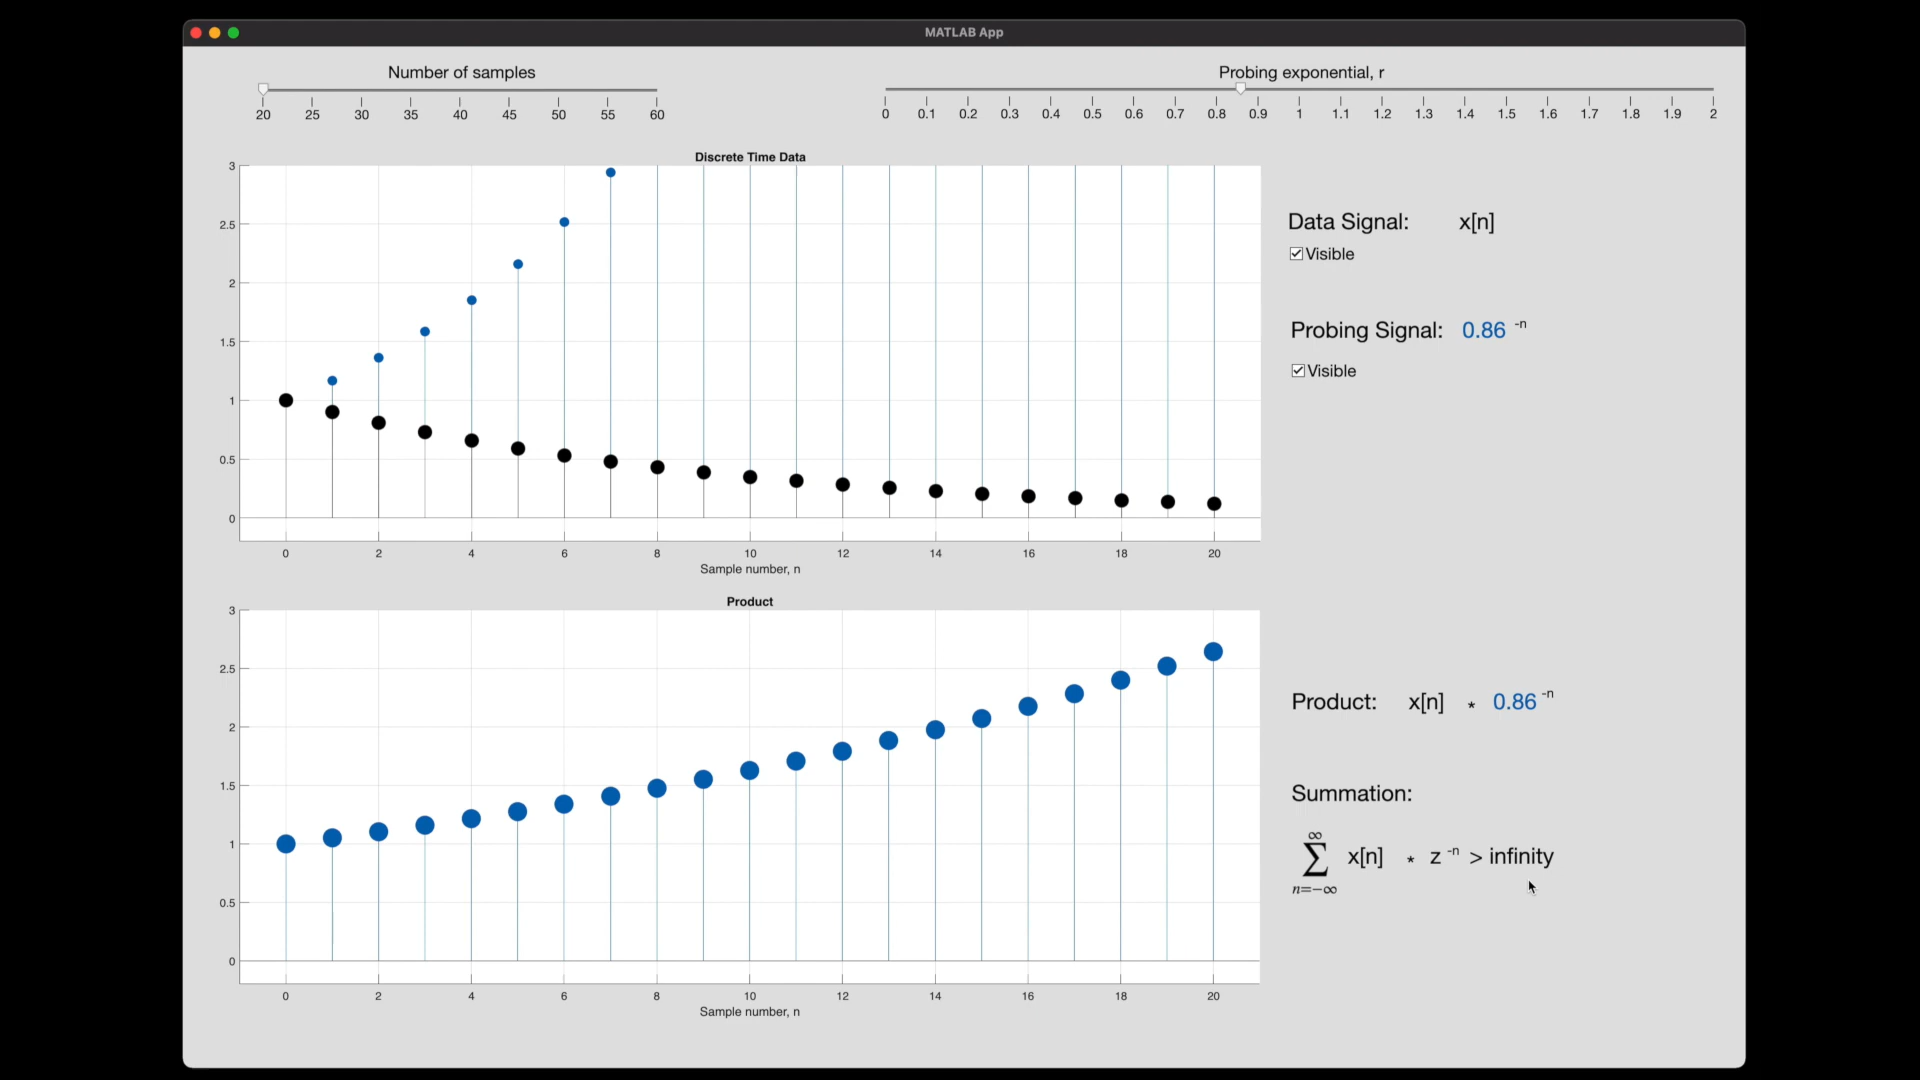 MATLAB App
Number of samples
20 25 30 35 40 45 50 55 60
Probing exponential, r
0 0.1 0.2 0.3 0.4 0.5 0.6 0.7 0.8 0.9 1 1.1 1.2 1.3 1.4 1.5 1.6 1.7 1.8 1.9 2
Discrete Time Data
3
2.5
2
1.5
1
0.5
0
0 2 4 6 8 10 12 14 16 18 20
Sample number, n
Data Signal: x[n]
Visible
Probing Signal: 0.86 -n
Visible
Product
3
2.5
2
1.5
1
0.5
0
0 2 4 6 8 10 12 14 16 18 20
Sample number, n
Product: x[n] * 0.86 -n
Summation:
∞
∑ x[n] * z -n > infinity
n=−∞